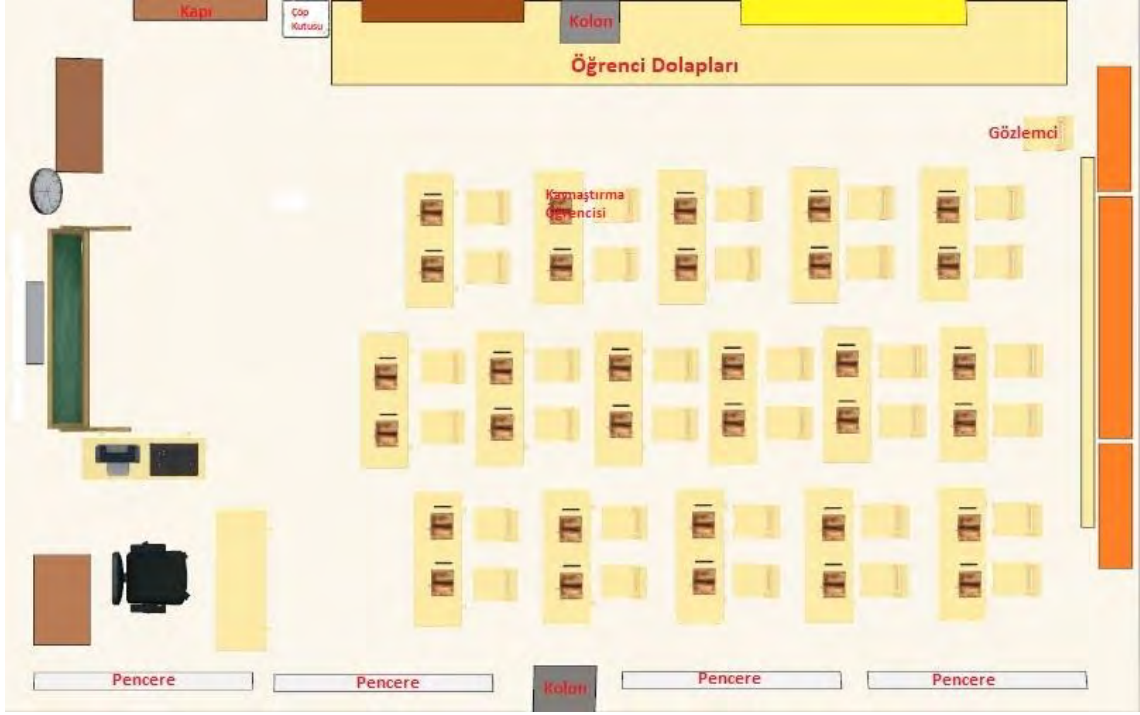 Kapı
Çöp
Kutusu
Kolon
Öğrenci Dolapları
Gözlemci
Kaynaştırma
Öğrencisi
Pencere
Pencere
Kolon
Pencere
Pencere